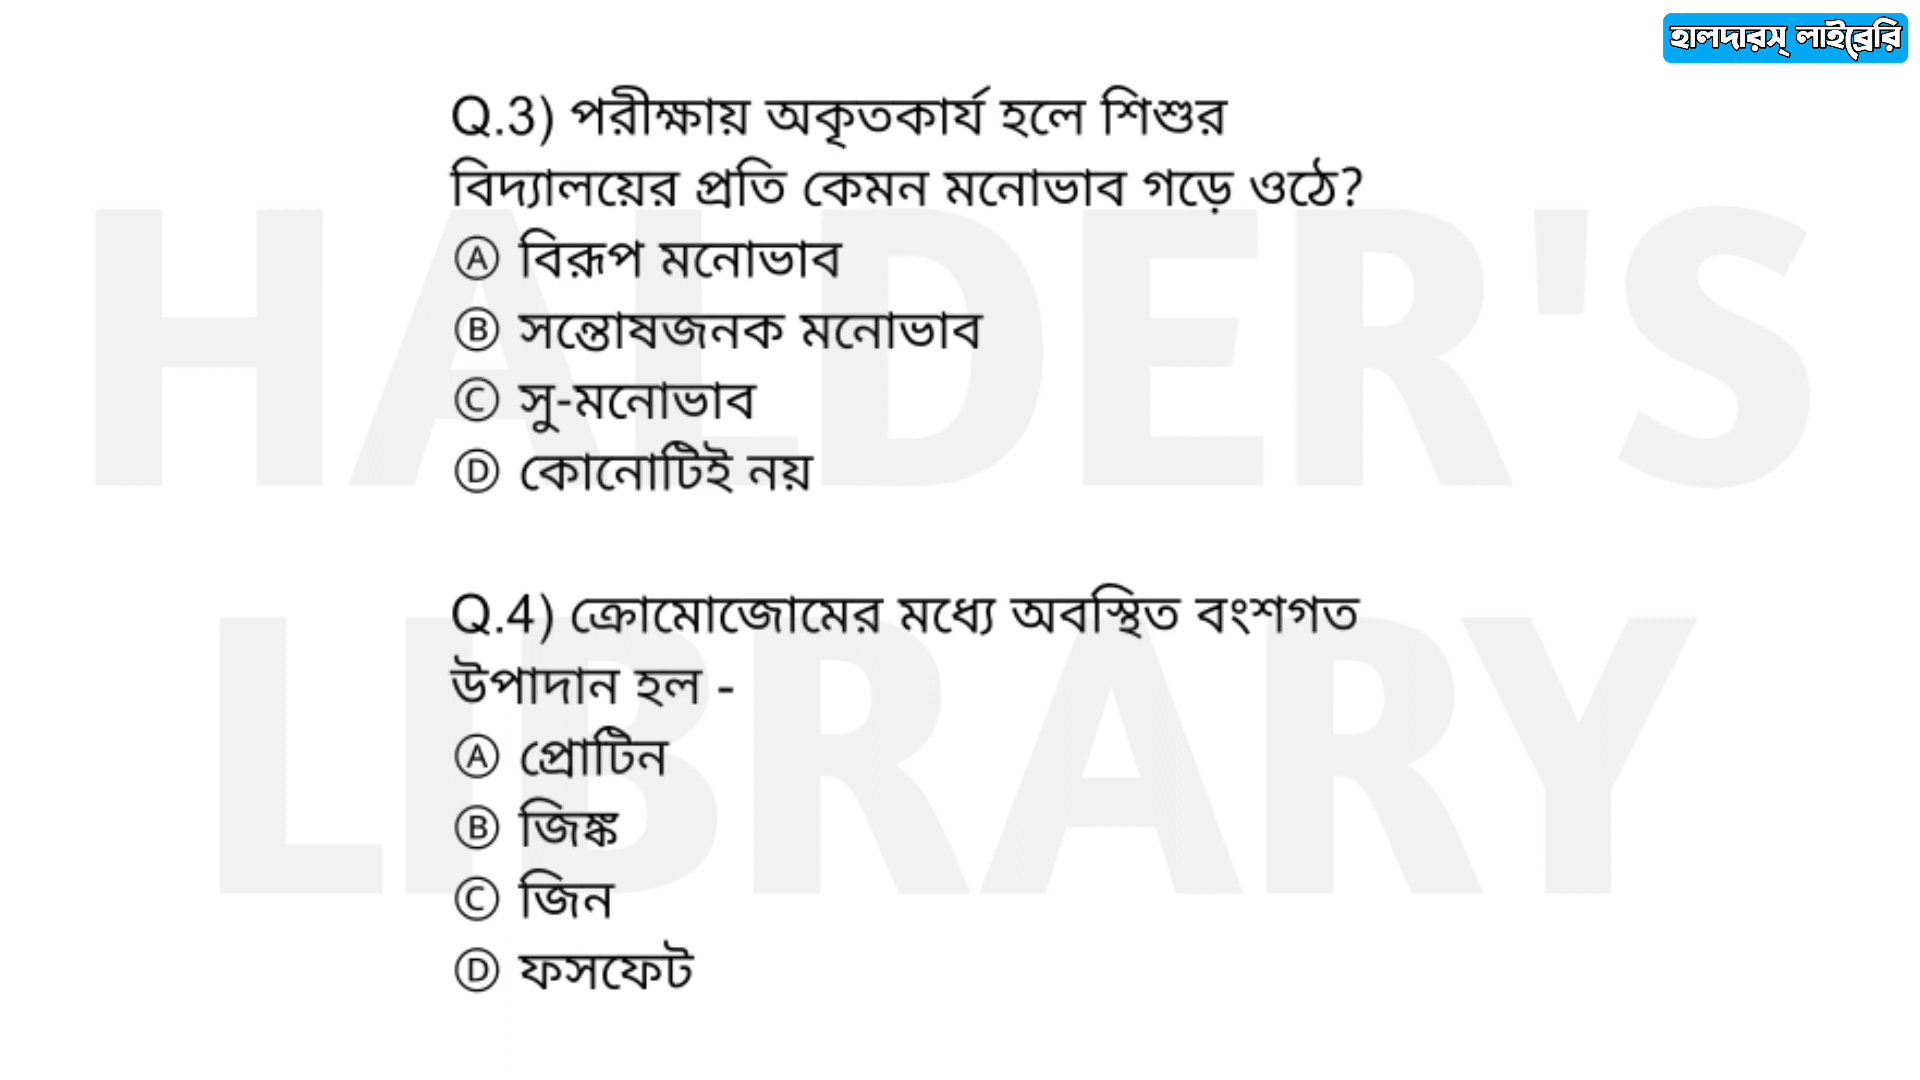 হালদারস্ লাইব্রেরি
Q.3) পরীক্ষায় অকৃতকার্য হলে শিশুর
বিদ্যালয়ের প্রতি কেমন মনোভাব গড়ে ওঠে?
Ⓐ বিরূপ মনোভাব
Ⓑ সন্তোষজনক মনোভাব
Ⓒ সু-মনোভাব
Ⓓ কোনোটিই নয়
Q.4) ক্রোমোজোমের মধ্যে অবস্থিত বংশগত
উপাদান হল -
Ⓐ প্রোটিন
Ⓑ জিঙ্ক
Ⓒ জিন
Ⓓ ফসফেট
HALDER'S
LIBRARY